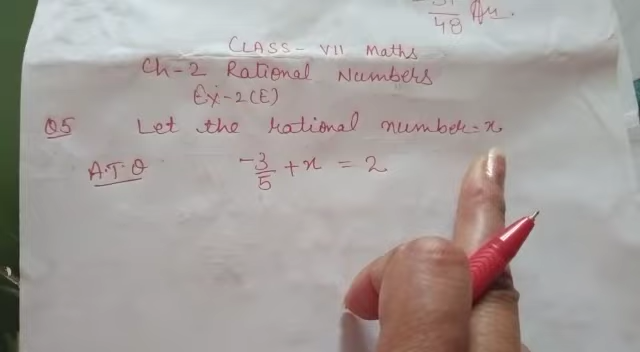 48 Ans.
CLASS - VII Maths
Ch-2 Rational Numbers
Ex-2(E)
Q5 Let the rational number = x
A.T.Q -3/5 + x = 2